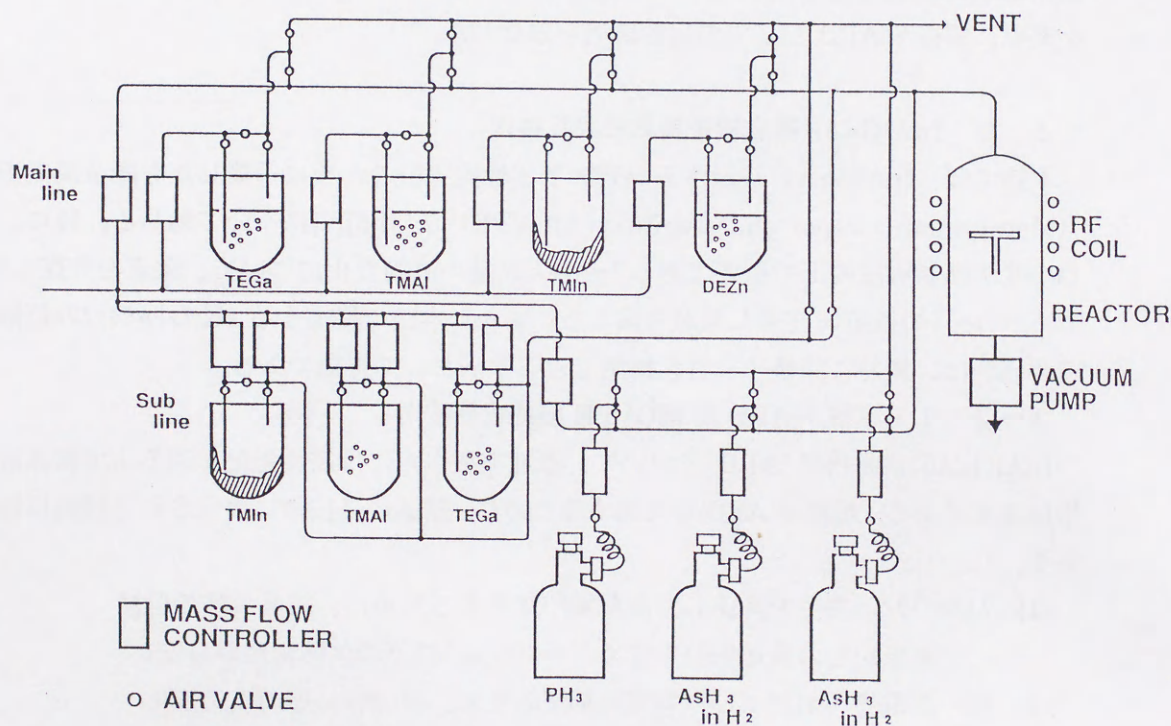 VENT
Main
line
TEGa
TMAl
TMIn
DEZn
RF
COIL
REACTOR
VACUUM
PUMP
Sub
line
TMIn
TMAl
TEGa
MASS FLOW
CONTROLLER
AIR VALVE
PH₃
AsH₃
in H₂
AsH₃
in H₂